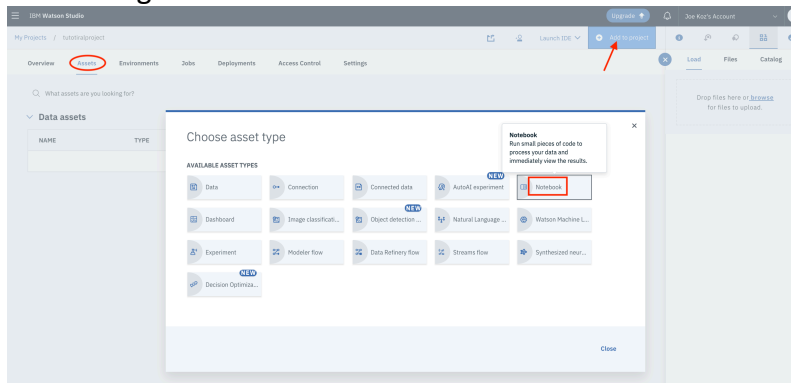 IBM Watson Studio
Upgrade
Joe Koz's Account
My Projects / tutotiralproject
Launch IDE
Add to project
Overview
Assets
Environments
Jobs
Deployments
Access Control
Settings
Load
Files
Catalog
What assets are you looking for?
Drop files here or browse
for files to upload.
Data assets
NAME
TYPE
Choose asset type
Notebook
Run small pieces of code to
process your data and
immediately view the results.
AVAILABLE ASSET TYPES
Data
Connection
Connected data
NEW
AutoAI experiment
Notebook
Dashboard
Image classificati...
NEW
Object detection ...
Natural Language ...
Watson Machine L...
Experiment
Modeler flow
Data Refinery flow
Streams flow
Synthesized neur...
NEW
Decision Optimiza...
Close